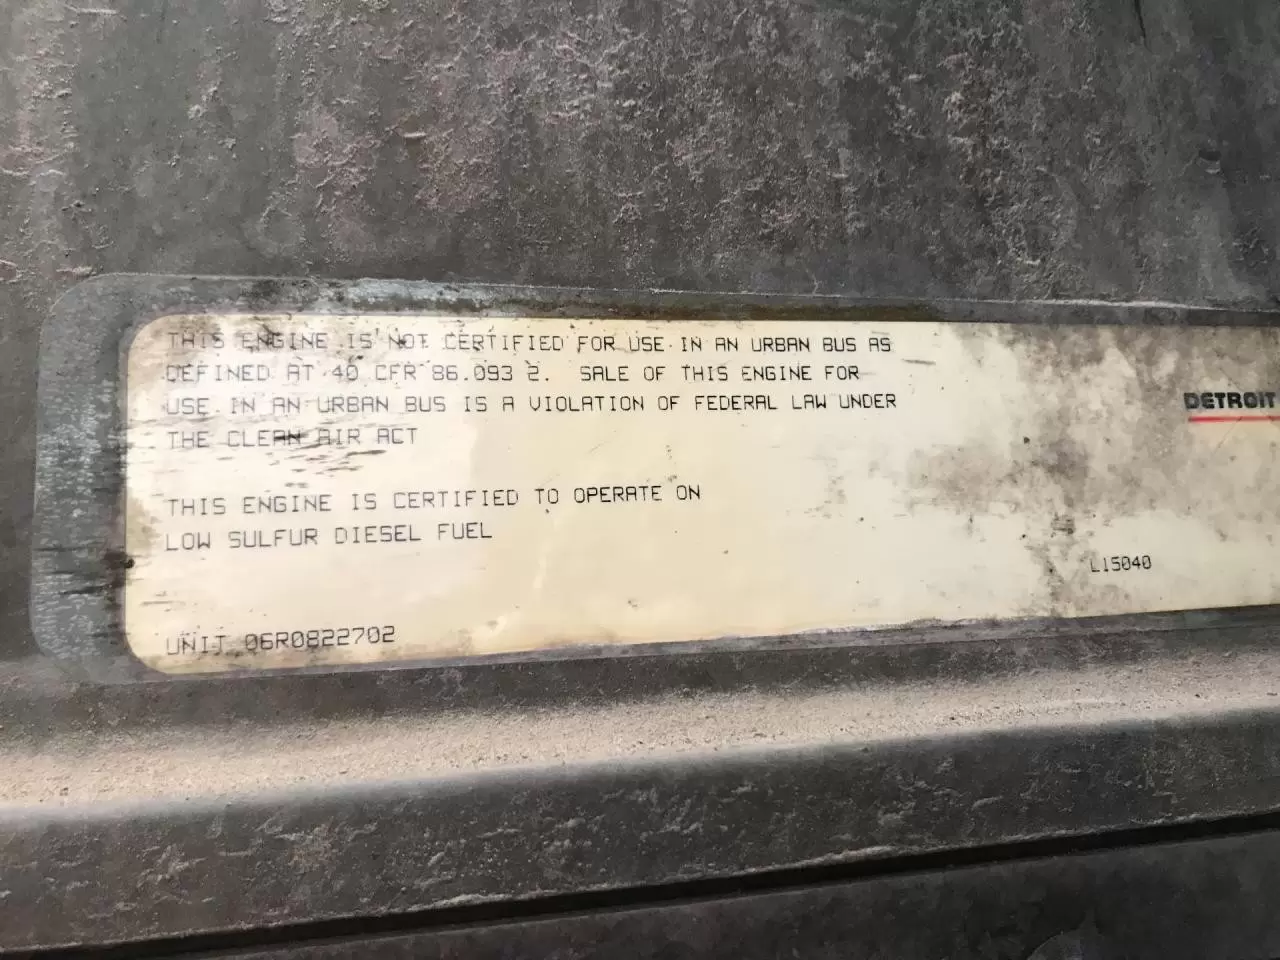 THIS ENGINE IS NOT CERTIFIED FOR USE IN AN URBAN BUS AS
DEFINED AT 40 CFR 86.093 2. SALE OF THIS ENGINE FOR
USE IN AN URBAN BUS IS A VIOLATION OF FEDERAL LAW UNDER
THE CLEAN AIR ACT
DETROIT
THIS ENGINE IS CERTIFIED TO OPERATE ON
LOW SULFUR DIESEL FUEL
L15040
UNIT 06R0822702